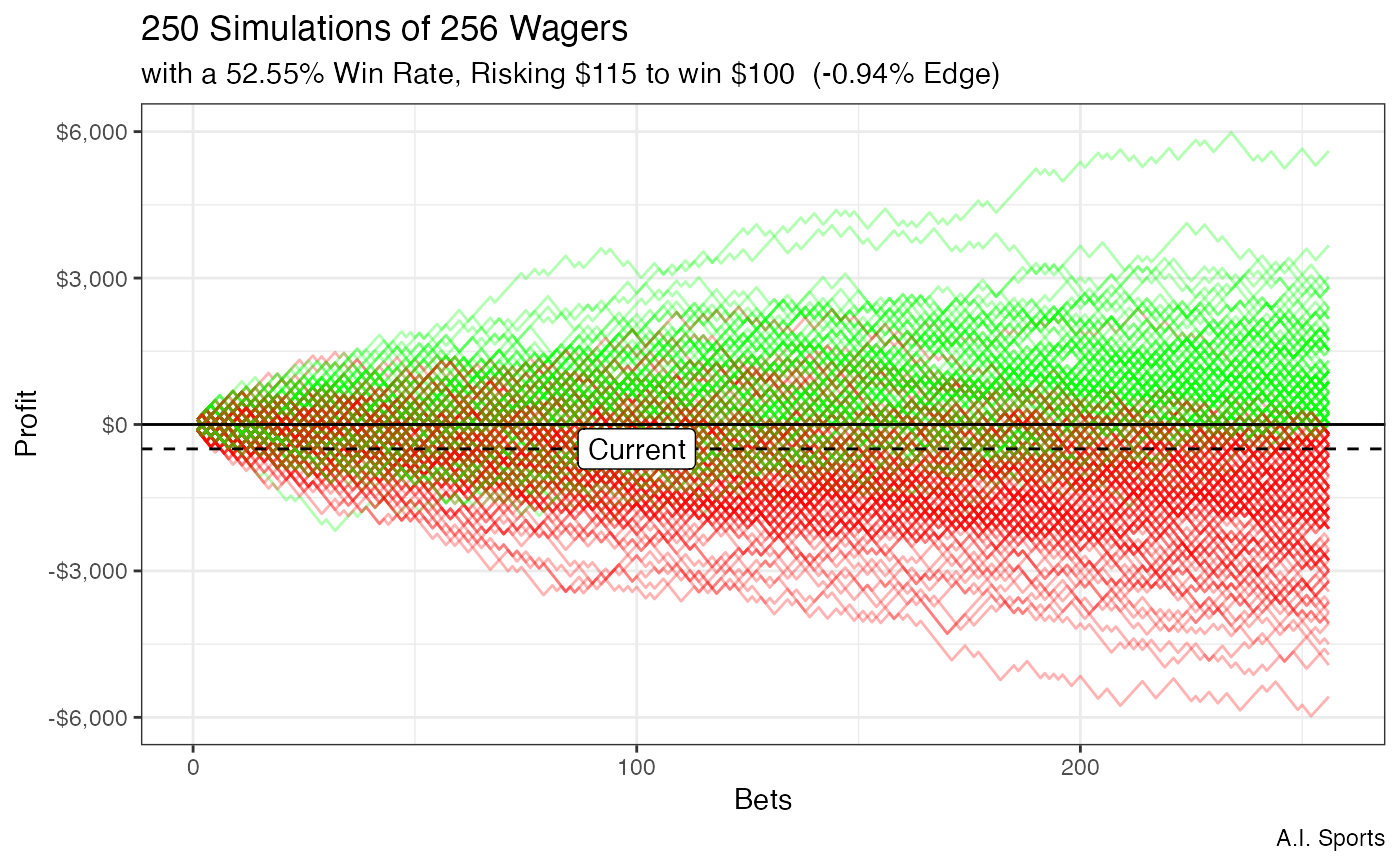 250 Simulations of 256 Wagers
with a 52.55% Win Rate, Risking $115 to win $100  (-0.94% Edge)
$6,000
$3,000
$0
Current
-$3,000
-$6,000
Profit
0 100 200
Bets
A.I. Sports